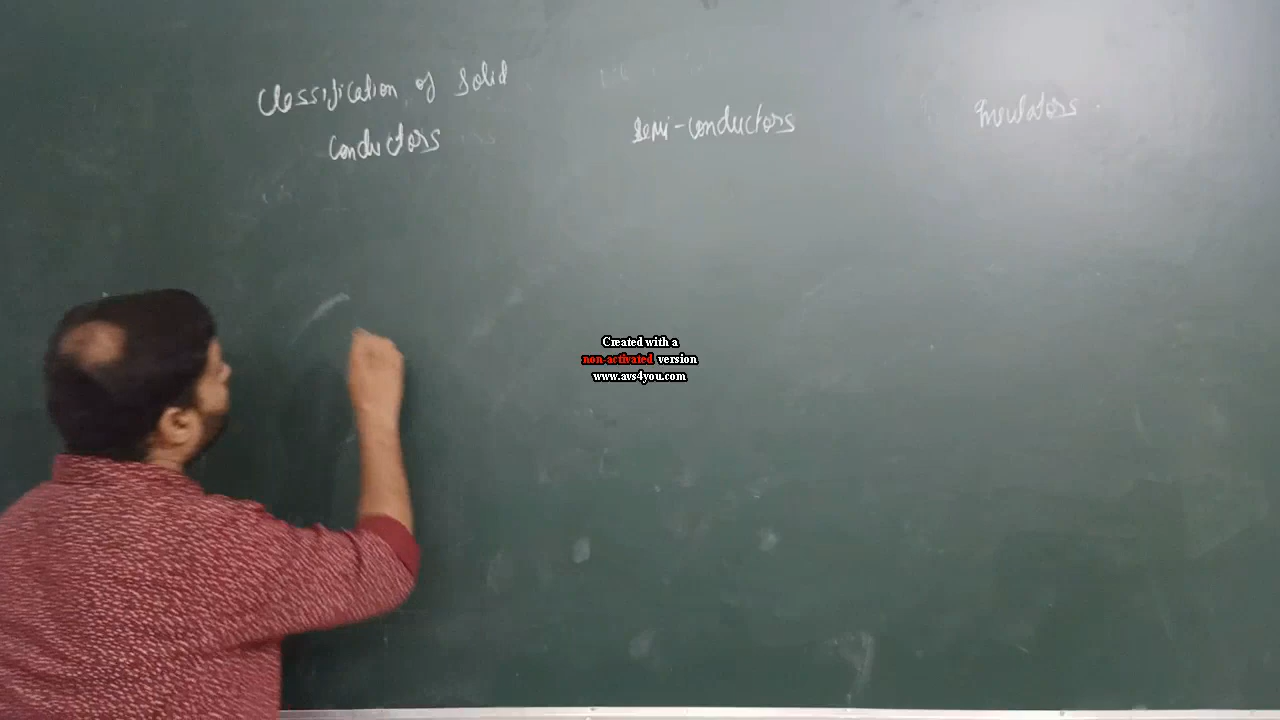 Classification of Solid
Conductors
Semi-Conductors
Insulators
Created with a
non-activated version
www.avs4you.com